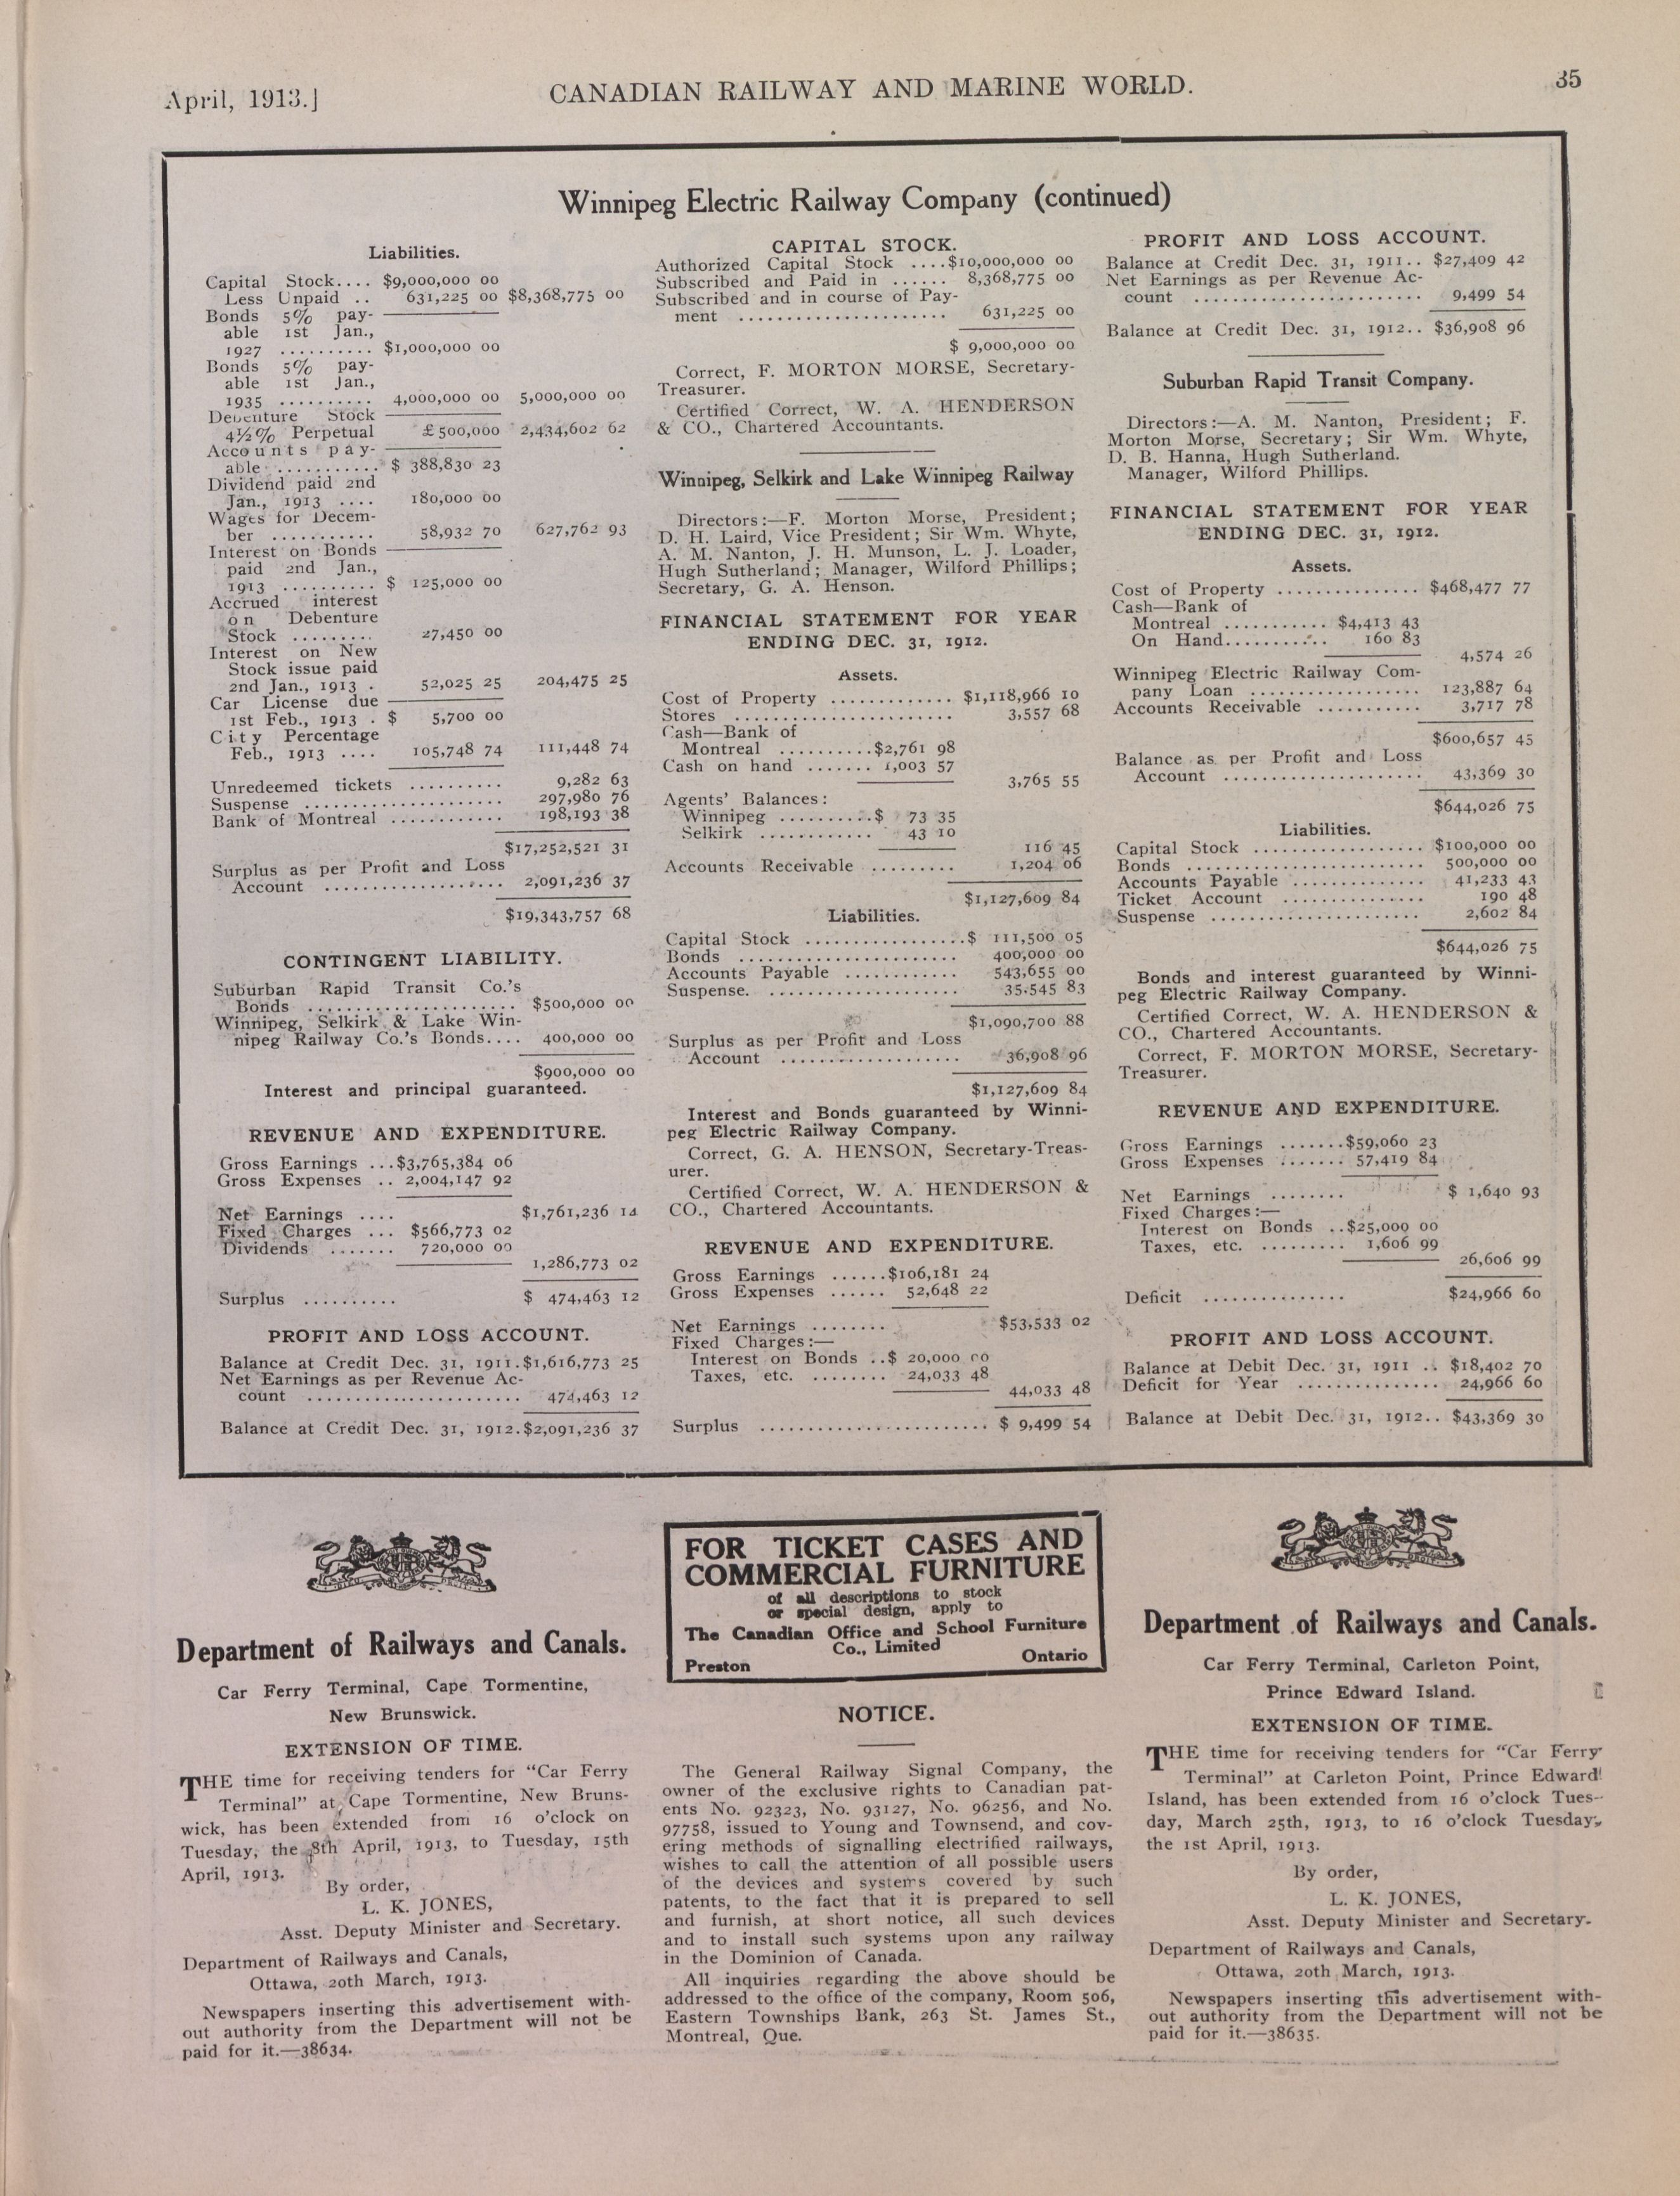 April, 1913.]
CANADIAN RAILWAY AND MARINE WORLD.
35
Winnipeg Electric Railway Company (continued)
Liabilities.
Capital Stock.... $9,000,000 00
Less Unpaid .. 631,225 00 $8,368,775 00
Bonds 5% pay-
able 1st Jan.,
1927 .......... $1,000,000 00
Bonds 5% pay-
able 1st Jan.,
1935 .......... 4,000,000 00 5,000,000 00
Debenture Stock
4½% Perpetual £500,000 2,434,602 62
Accounts pay-
able ........... $ 388,830 23
Dividend paid 2nd
Jan., 1913 .... 180,000 00
Wages for Decem-
ber ........... 58,932 70 627,762 93
Interest on Bonds
paid 2nd Jan.,
1913 .......... $ 125,000 00
Accrued interest
on Debenture
Stock ......... 27,450 00
Interest on New
Stock issue paid
2nd Jan., 1913 . 52,025 25 204,475 25
Car License due
1st Feb., 1913 . $ 5,700 00
City Percentage
Feb., 1913 .... 105,748 74 111,448 74
Unredeemed tickets .......... 9,282 63
Suspense ..................... 297,980 76
Bank of Montreal ............ 198,193 38
$17,252,521 31
Surplus as per Profit and Loss
Account .................. 2,091,236 37
$19,343,757 68
CONTINGENT LIABILITY.
Suburban Rapid Transit Co.'s
Bonds ..................... $500,000 00
Winnipeg, Selkirk & Lake Win-
nipeg Railway Co.'s Bonds.... 400,000 00
$900,000 00
Interest and principal guaranteed.
REVENUE AND EXPENDITURE.
Gross Earnings ...$3,765,384 06
Gross Expenses .. 2,004,147 92
Net Earnings .... $1,761,236 14
Fixed Charges ... $566,773 02
Dividends ....... 720,000 00
1,286,773 02
Surplus .......... $ 474,463 12
PROFIT AND LOSS ACCOUNT.
Balance at Credit Dec. 31, 1911.$1,616,773 25
Net Earnings as per Revenue Ac-
count ....................... 474,463 12
Balance at Credit Dec. 31, 1912.$2,091,236 37
CAPITAL STOCK.
Authorized Capital Stock ....$10,000,000 00
Subscribed and Paid in ...... 8,368,775 00
Subscribed and in course of Pay-
ment ...................... 631,225 00
$ 9,000,000 00
Correct, F. MORTON MORSE, Secretary-
Treasurer.
Certified Correct, W. A. HENDERSON
& CO., Chartered Accountants.
Winnipeg, Selkirk and Lake Winnipeg Railway
Directors:—F. Morton Morse, President;
D. H. Laird, Vice President; Sir Wm. Whyte,
A. M. Nanton, J. H. Munson, L. J. Loader,
Hugh Sutherland; Manager, Wilford Phillips;
Secretary, G. A. Henson.
FINANCIAL STATEMENT FOR YEAR
ENDING DEC. 31, 1912.
Assets.
Cost of Property ............. $1,118,966 10
Stores ....................... 3,557 68
Cash—Bank of
Montreal ..........$2,761 98
Cash on hand ....... 1,003 57
3,765 55
Agents' Balances:
Winnipeg ..........$ 73 35
Selkirk ............ 43 10
116 45
Accounts Receivable ......... 1,204 06
$1,127,609 84
Liabilities.
Capital Stock .................$ 111,500 05
Bonds ....................... 400,000 00
Accounts Payable ............ 543,655 00
Suspense. .................... 35,545 83
$1,090,700 88
Surplus as per Profit and Loss
Account ................... 36,908 96
$1,127,609 84
Interest and Bonds guaranteed by Winni-
peg Electric Railway Company.
Correct, G. A. HENSON, Secretary-Treas-
urer.
Certified Correct, W. A. HENDERSON &
CO., Chartered Accountants.
REVENUE AND EXPENDITURE.
Gross Earnings ......$106,181 24
Gross Expenses ...... 52,648 22
Net Earnings ........ $53,533 02
Fixed Charges:—
Interest on Bonds ..$ 20,000 00
Taxes, etc. ........ 24,033 48
44,033 48
Surplus ........................ $ 9,499 54
PROFIT AND LOSS ACCOUNT.
Balance at Credit Dec. 31, 1911.. $27,409 42
Net Earnings as per Revenue Ac-
count ........................ 9,499 54
Balance at Credit Dec. 31, 1912.. $36,908 96
Suburban Rapid Transit Company.
Directors:—A. M. Nanton, President; F.
Morton Morse, Secretary; Sir Wm. Whyte,
D. B. Hanna, Hugh Sutherland.
Manager, Wilford Phillips.
FINANCIAL STATEMENT FOR YEAR
ENDING DEC. 31, 1912.
Assets.
Cost of Property ............... $468,477 77
Cash—Bank of
Montreal ........... $4,413 43
On Hand........... 160 83
4,574 26
Winnipeg Electric Railway Com-
pany Loan .................. 123,887 64
Accounts Receivable ........... 3,717 78
$600,657 45
Balance as per Profit and Loss
Account ..................... 43,369 30
$644,026 75
Liabilities.
Capital Stock .................. $100,000 00
Bonds ......................... 500,000 00
Accounts Payable .............. 41,233 43
Ticket Account ............... 190 48
Suspense ...................... 2,602 84
$644,026 75
Bonds and interest guaranteed by Winni-
peg Electric Railway Company.
Certified Correct, W. A. HENDERSON &
CO., Chartered Accountants.
Correct, F. MORTON MORSE, Secretary-
Treasurer.
REVENUE AND EXPENDITURE.
Gross Earnings .......$59,060 23
Gross Expenses ....... 57,419 84
Net Earnings ........ $ 1,640 93
Fixed Charges:—
Interest on Bonds ..$25,000 00
Taxes, etc. ......... 1,606 99
26,606 99
Deficit ............... $24,966 60
PROFIT AND LOSS ACCOUNT.
Balance at Debit Dec. 31, 1911 .. $18,402 70
Deficit for Year ............... 24,966 60
Balance at Debit Dec. 31, 1912.. $43,369 30
Department of Railways and Canals.
Car Ferry Terminal, Cape Tormentine,
New Brunswick.
EXTENSION OF TIME.
THE time for receiving tenders for "Car Ferry
Terminal" at Cape Tormentine, New Bruns-
wick, has been extended from 16 o'clock on
Tuesday, the 8th April, 1913, to Tuesday, 15th
April, 1913.
By order,
L. K. JONES,
Asst. Deputy Minister and Secretary.
Department of Railways and Canals,
Ottawa, 20th March, 1913.
Newspapers inserting this advertisement with-
out authority from the Department will not be
paid for it.—38634.
FOR TICKET CASES AND
COMMERCIAL FURNITURE
of all descriptions to stock
or special design, apply to
The Canadian Office and School Furniture
Co., Limited
Preston Ontario
NOTICE.
The General Railway Signal Company, the
owner of the exclusive rights to Canadian pat-
ents No. 92323, No. 93127, No. 96256, and No.
97758, issued to Young and Townsend, and cov-
ering methods of signalling electrified railways,
wishes to call the attention of all possible users
of the devices and systems covered by such
patents, to the fact that it is prepared to sell
and furnish, at short notice, all such devices
and to install such systems upon any railway
in the Dominion of Canada.
All inquiries regarding the above should be
addressed to the office of the company, Room 506,
Eastern Townships Bank, 263 St. James St.,
Montreal, Que.
Department of Railways and Canals.
Car Ferry Terminal, Carleton Point,
Prince Edward Island.
EXTENSION OF TIME.
THE time for receiving tenders for "Car Ferry
Terminal" at Carleton Point, Prince Edward
Island, has been extended from 16 o'clock Tues-
day, March 25th, 1913, to 16 o'clock Tuesday,
the 1st April, 1913.
By order,
L. K. JONES,
Asst. Deputy Minister and Secretary.
Department of Railways and Canals,
Ottawa, 20th March, 1913.
Newspapers inserting this advertisement with-
out authority from the Department will not be
paid for it.—38635.